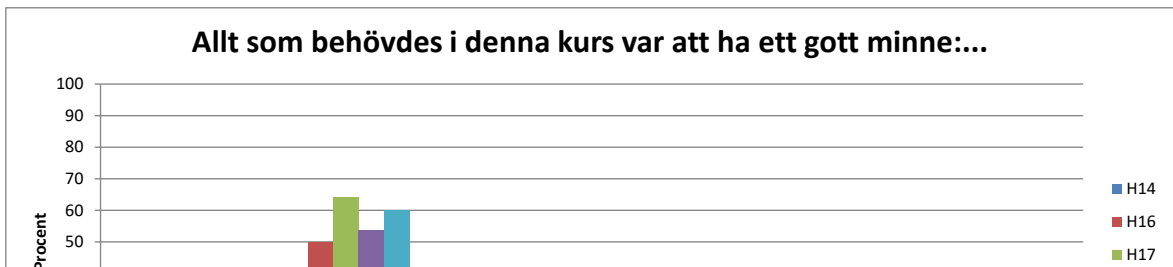 Allt som behövdes i denna kurs var att ha ett gott minne:...
100
90
80
70
60
50
Procent
H14
H16
H17